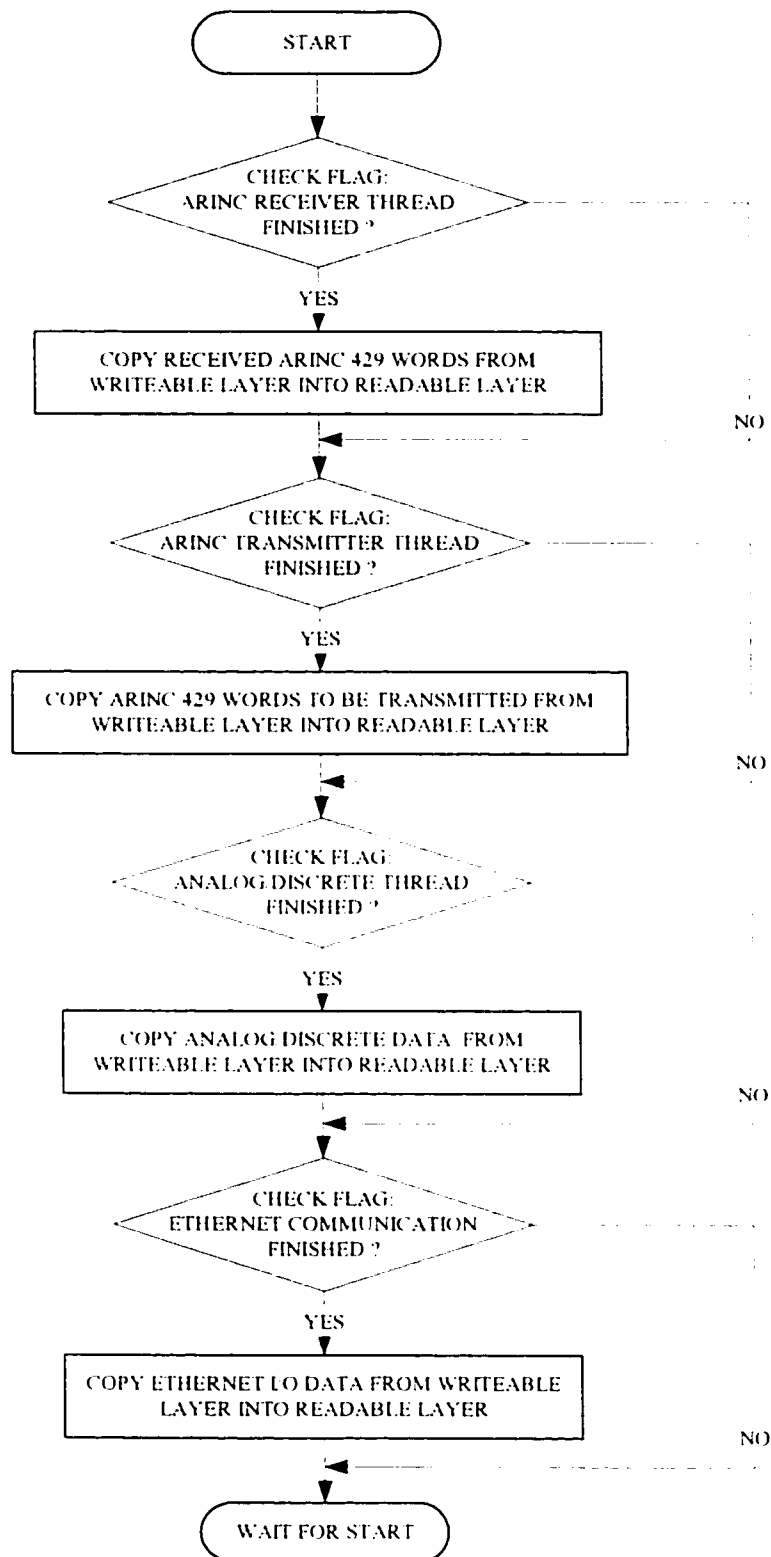 START
CHECK FLAG:
ARINC RECEIVER THREAD
FINISHED ?
YES
COPY RECEIVED ARINC 429 WORDS FROM
WRITEABLE LAYER INTO READABLE LAYER
NO
CHECK FLAG:
ARINC TRANSMITTER THREAD
FINISHED ?
YES
COPY ARINC 429 WORDS TO BE TRANSMITTED FROM
WRITEABLE LAYER INTO READABLE LAYER
NO
CHECK FLAG:
ANALOG/DISCRETE THREAD
FINISHED ?
YES
COPY ANALOG/DISCRETE DATA FROM
WRITEABLE LAYER INTO READABLE LAYER
NO
CHECK FLAG:
ETHERNET COMMUNICATION
FINISHED ?
YES
COPY ETHERNET I/O DATA FROM WRITEABLE
LAYER INTO READABLE LAYER
NO
WAIT FOR START